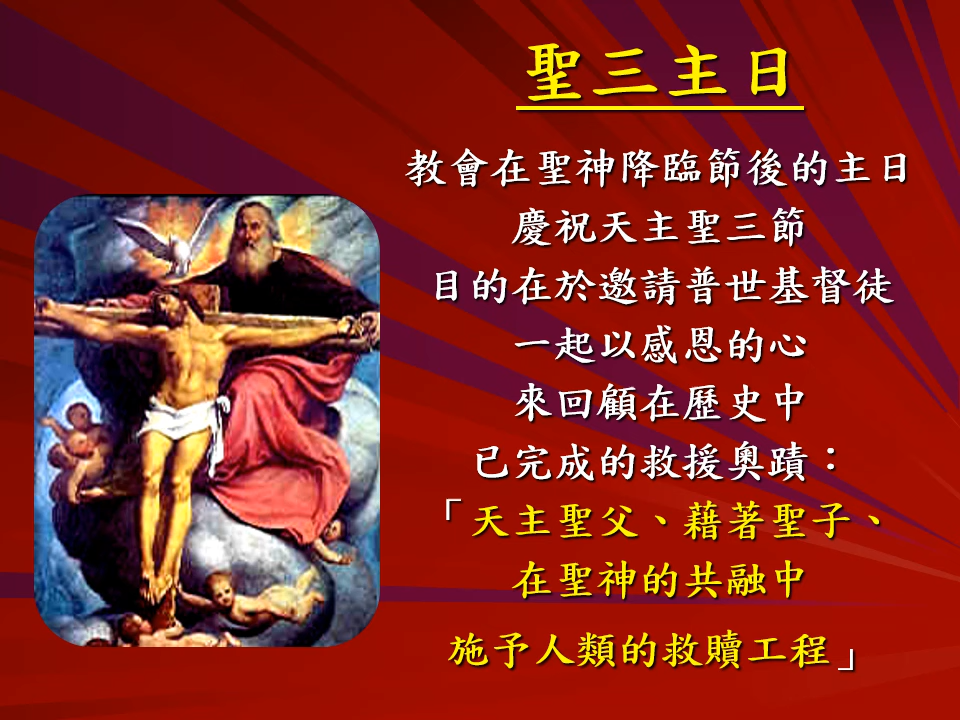 聖三主日
教會在聖神降臨節後的主日
慶祝天主聖三節
目的在於邀請普世基督徒
一起以感恩的心
來回顧在歷史中
已完成的救援奧蹟：
「天主聖父、藉著聖子、
在聖神的共融中
施予人類的救贖工程」